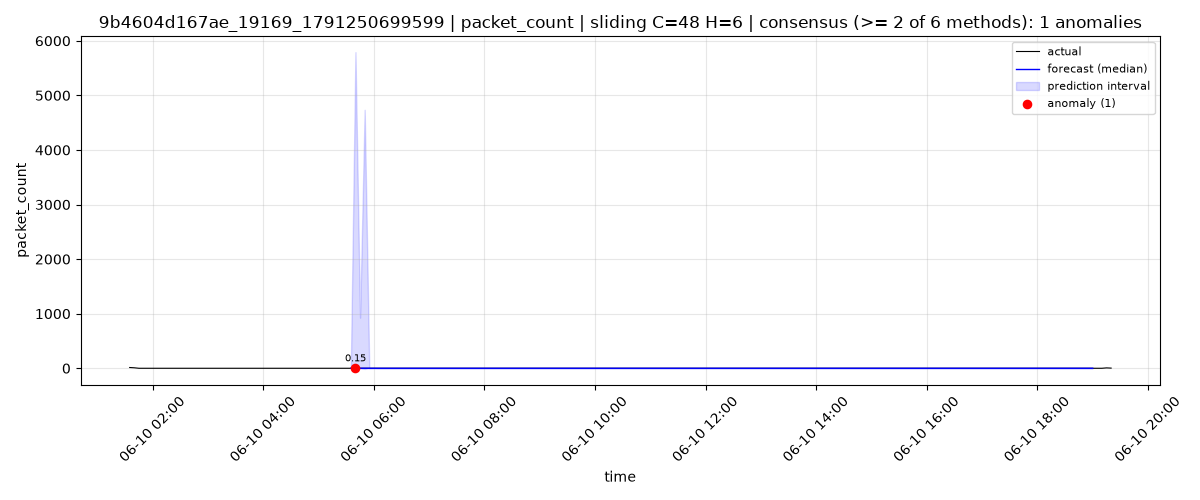 9b4604d167ae_19169_1791250699599 | packet_count | sliding C=48 H=6 | consensus (>= 2 of 6 methods): 1 anomalies
packet_count
6000
5000
4000
3000
2000
1000
0
actual
forecast (median)
prediction interval
anomaly (1)
0.15
06-10 02:00
06-10 04:00
06-10 06:00
06-10 08:00
06-10 10:00
06-10 12:00
06-10 14:00
06-10 16:00
06-10 18:00
06-10 20:00
time